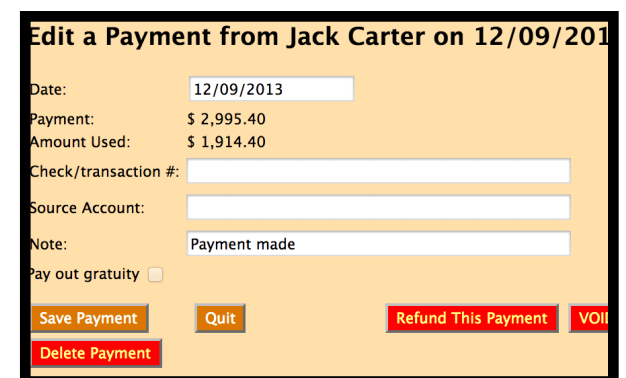 Edit a Payment from Jack Carter on 12/09/201
Date: 12/09/2013
Payment: $ 2,995.40
Amount Used: $ 1,914.40
Check/transaction #:
Source Account:
Note: Payment made
Pay out gratuity
Save Payment Quit Refund This Payment VOI
Delete Payment